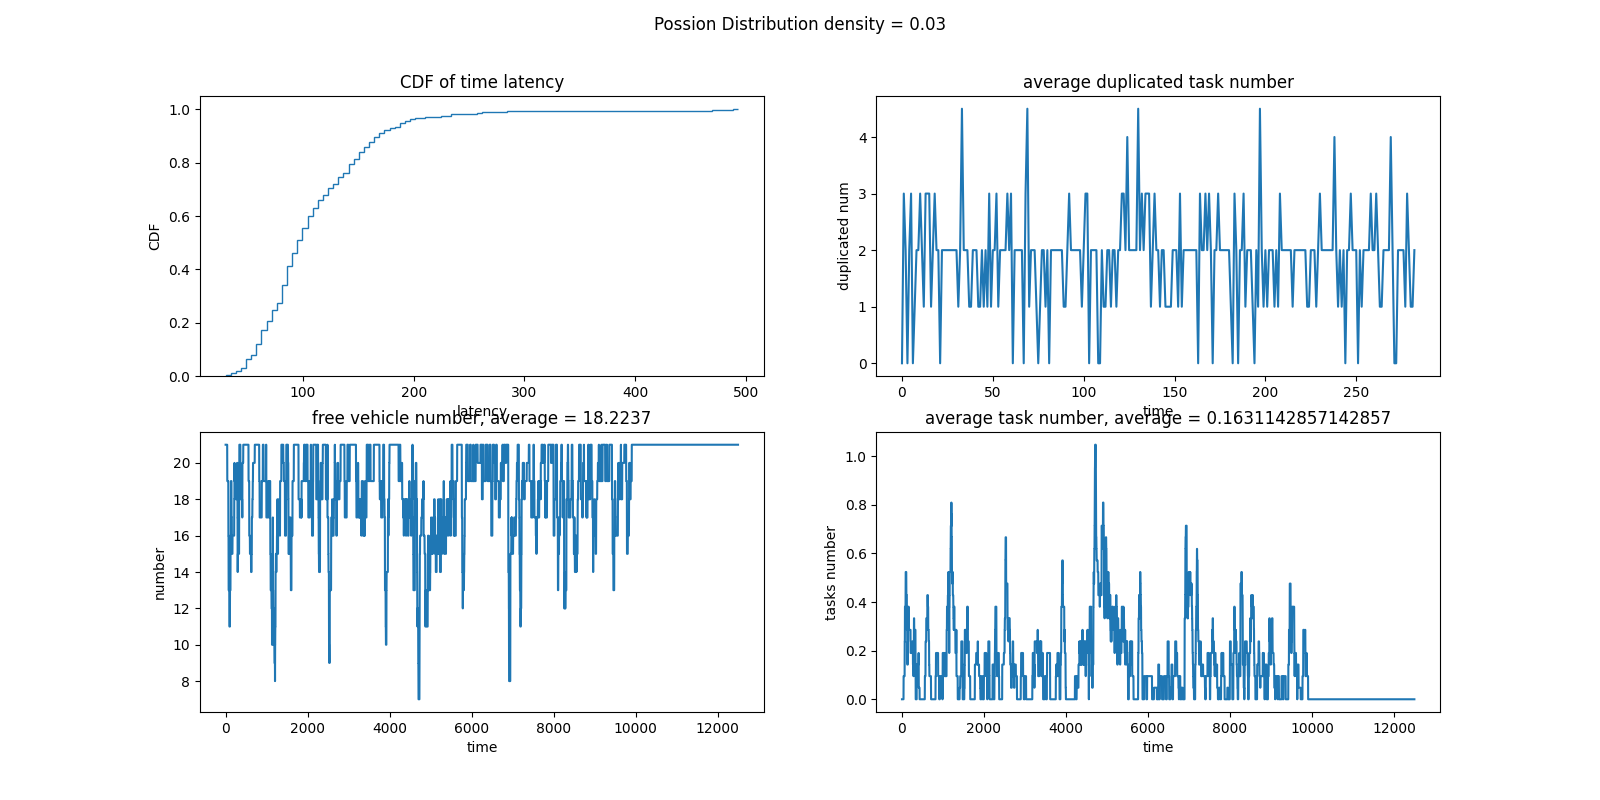 Possion Distribution density = 0.03
CDF of time latency
1.0
0.8
0.6
0.4
0.2
0.0
CDF
100 200 300 400 500
latency
average duplicated task number
4
3
2
1
0
duplicated num
0 50 100 150 200 250
time
free vehicle number, average = 18.2237
20
18
16
14
12
10
8
number
0 2000 4000 6000 8000 10000 12000
time
average task number, average = 0.1631142857142857
1.0
0.8
0.6
0.4
0.2
0.0
tasks number
0 2000 4000 6000 8000 10000 12000
time